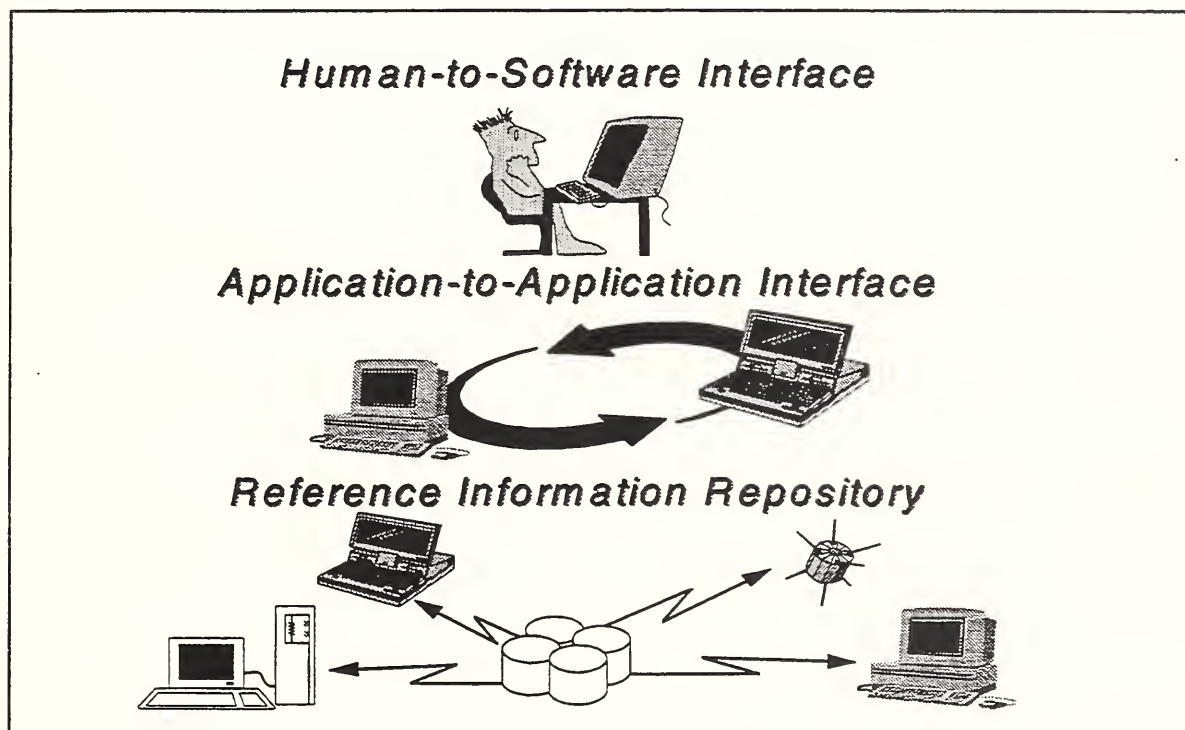 Human-to-Software Interface
Application-to-Application Interface
Reference Information Repository